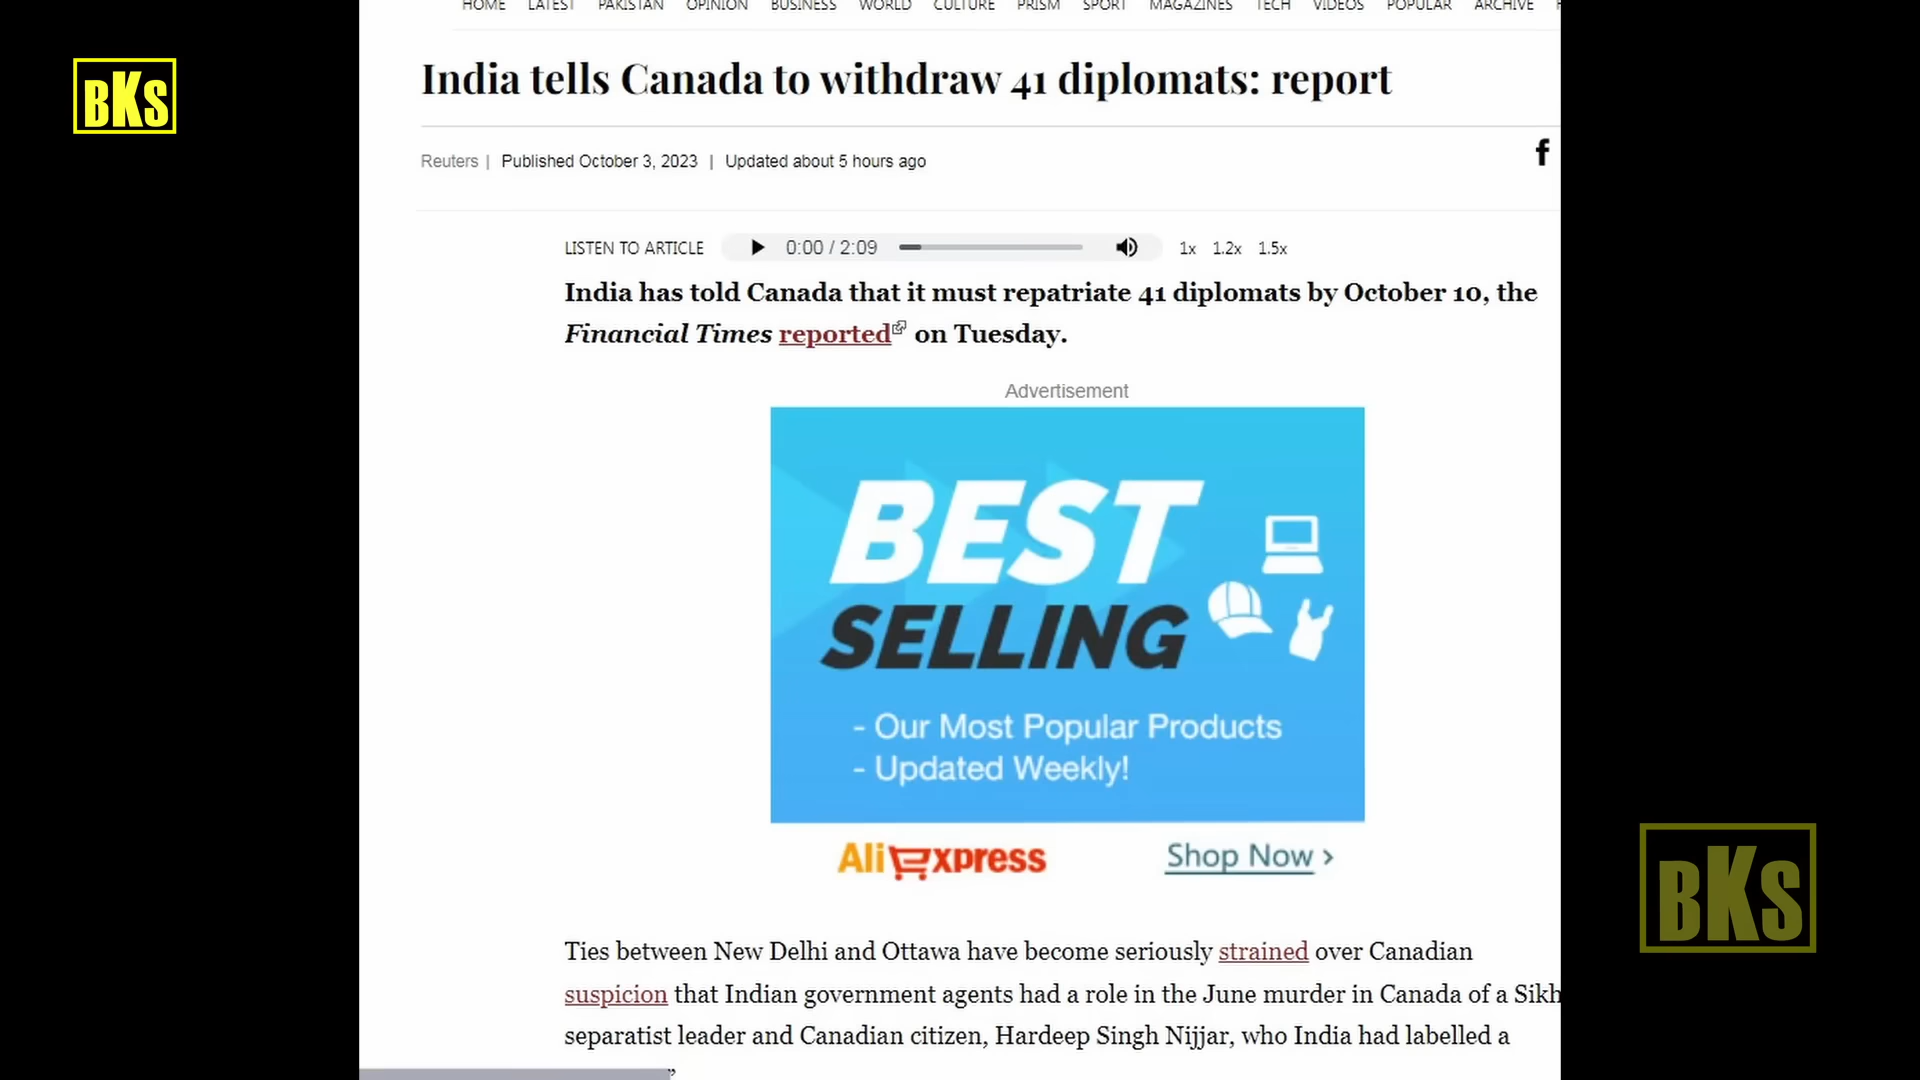 HOME LATEST PAKISTAN OPINION BUSINESS WORLD CULTURE PRISM SPORT MAGAZINES TECH VIDEOS POPULAR ARCHIVE
BKS
India tells Canada to withdraw 41 diplomats: report
Reuters | Published October 3, 2023 | Updated about 5 hours ago
f
LISTEN TO ARTICLE 0:00 / 2:09 1x 1.2x 1.5x
India has told Canada that it must repatriate 41 diplomats by October 10, the
Financial Times reported on Tuesday.
Advertisement
BEST
SELLING
- Our Most Popular Products
- Updated Weekly!
AliExpress Shop Now >
BKS
Ties between New Delhi and Ottawa have become seriously strained over Canadian
suspicion that Indian government agents had a role in the June murder in Canada of a Sikh
separatist leader and Canadian citizen, Hardeep Singh Nijjar, who India had labelled a